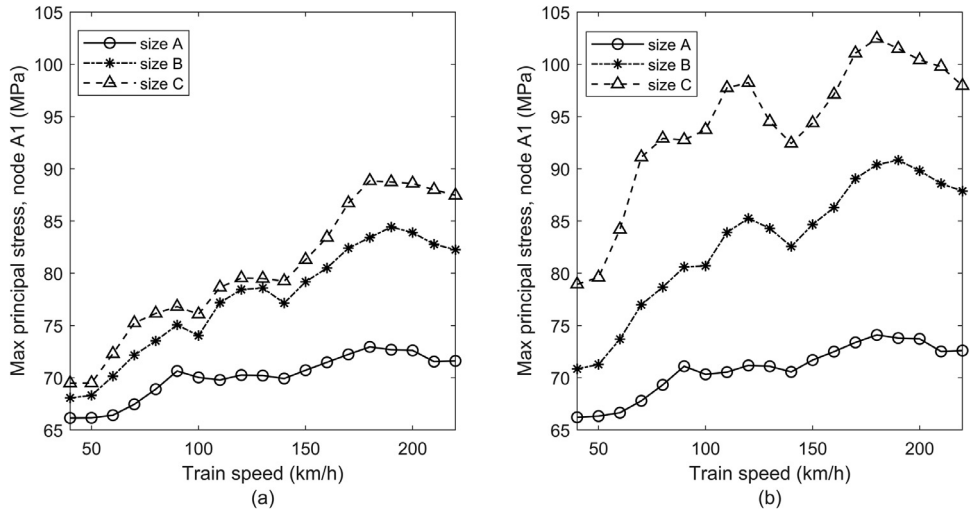 105
100
95
90
85
80
75
70
65
50
100
150
200
Max principal stress, node A1 (MPa)
Train speed (km/h)
size A
size B
size C
(a)
105
100
95
90
85
80
75
70
65
50
100
150
200
Max principal stress, node A1 (MPa)
Train speed (km/h)
size A
size B
size C
(b)